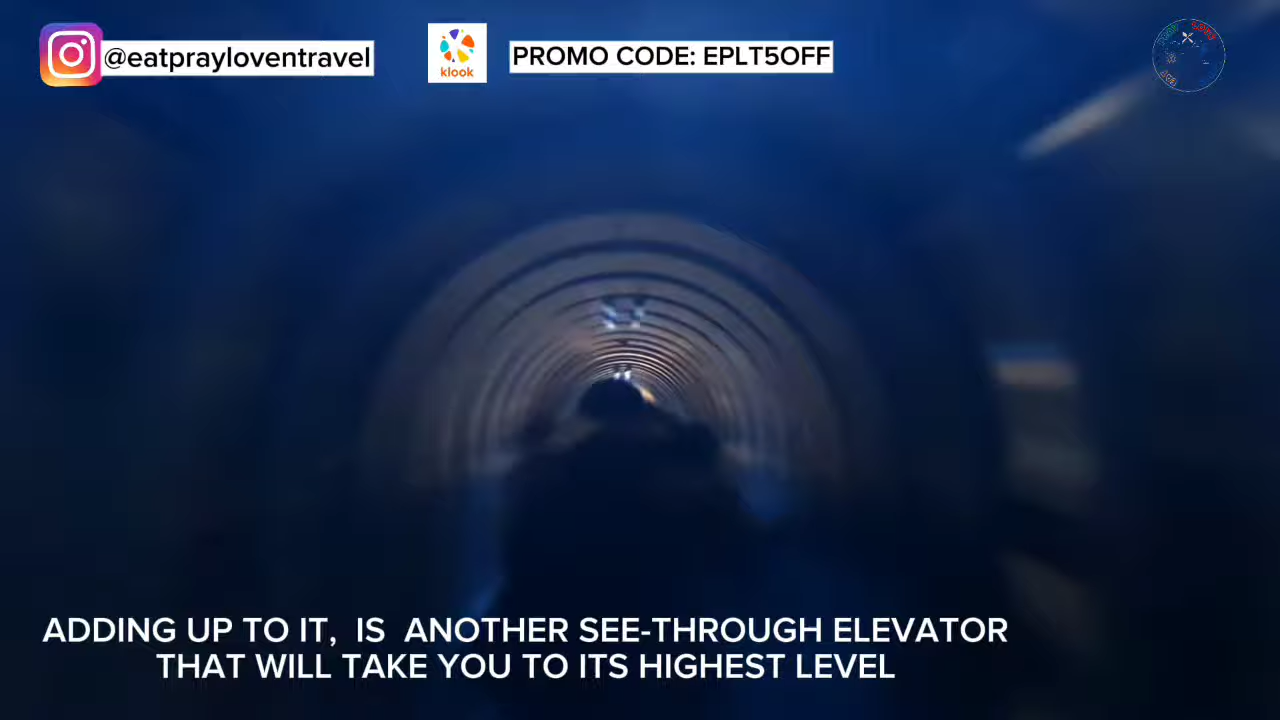 @eatprayloventravel
klook
PROMO CODE: EPLT5OFF
ADDING UP TO IT, IS ANOTHER SEE-THROUGH ELEVATOR
THAT WILL TAKE YOU TO ITS HIGHEST LEVEL